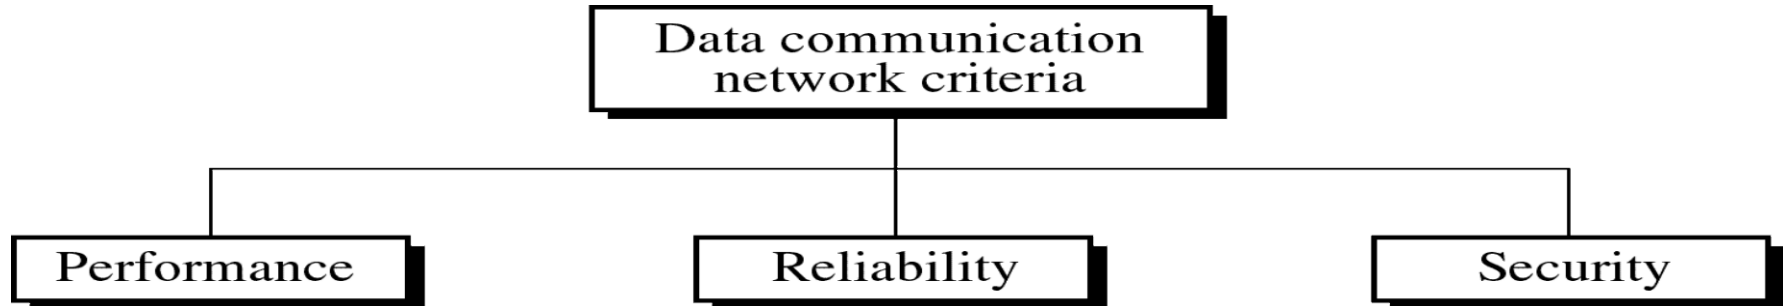 Data communication
network criteria
Performance
Reliability
Security